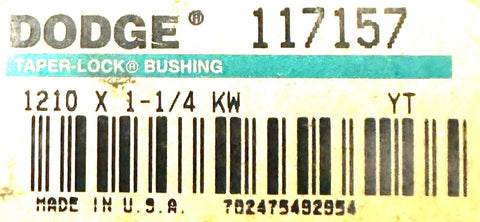 DODGE® 117157
TAPER-LOCK® BUSHING
1210 X 1-1/4 KW YT
MADE IN U.S.A. 702475492954